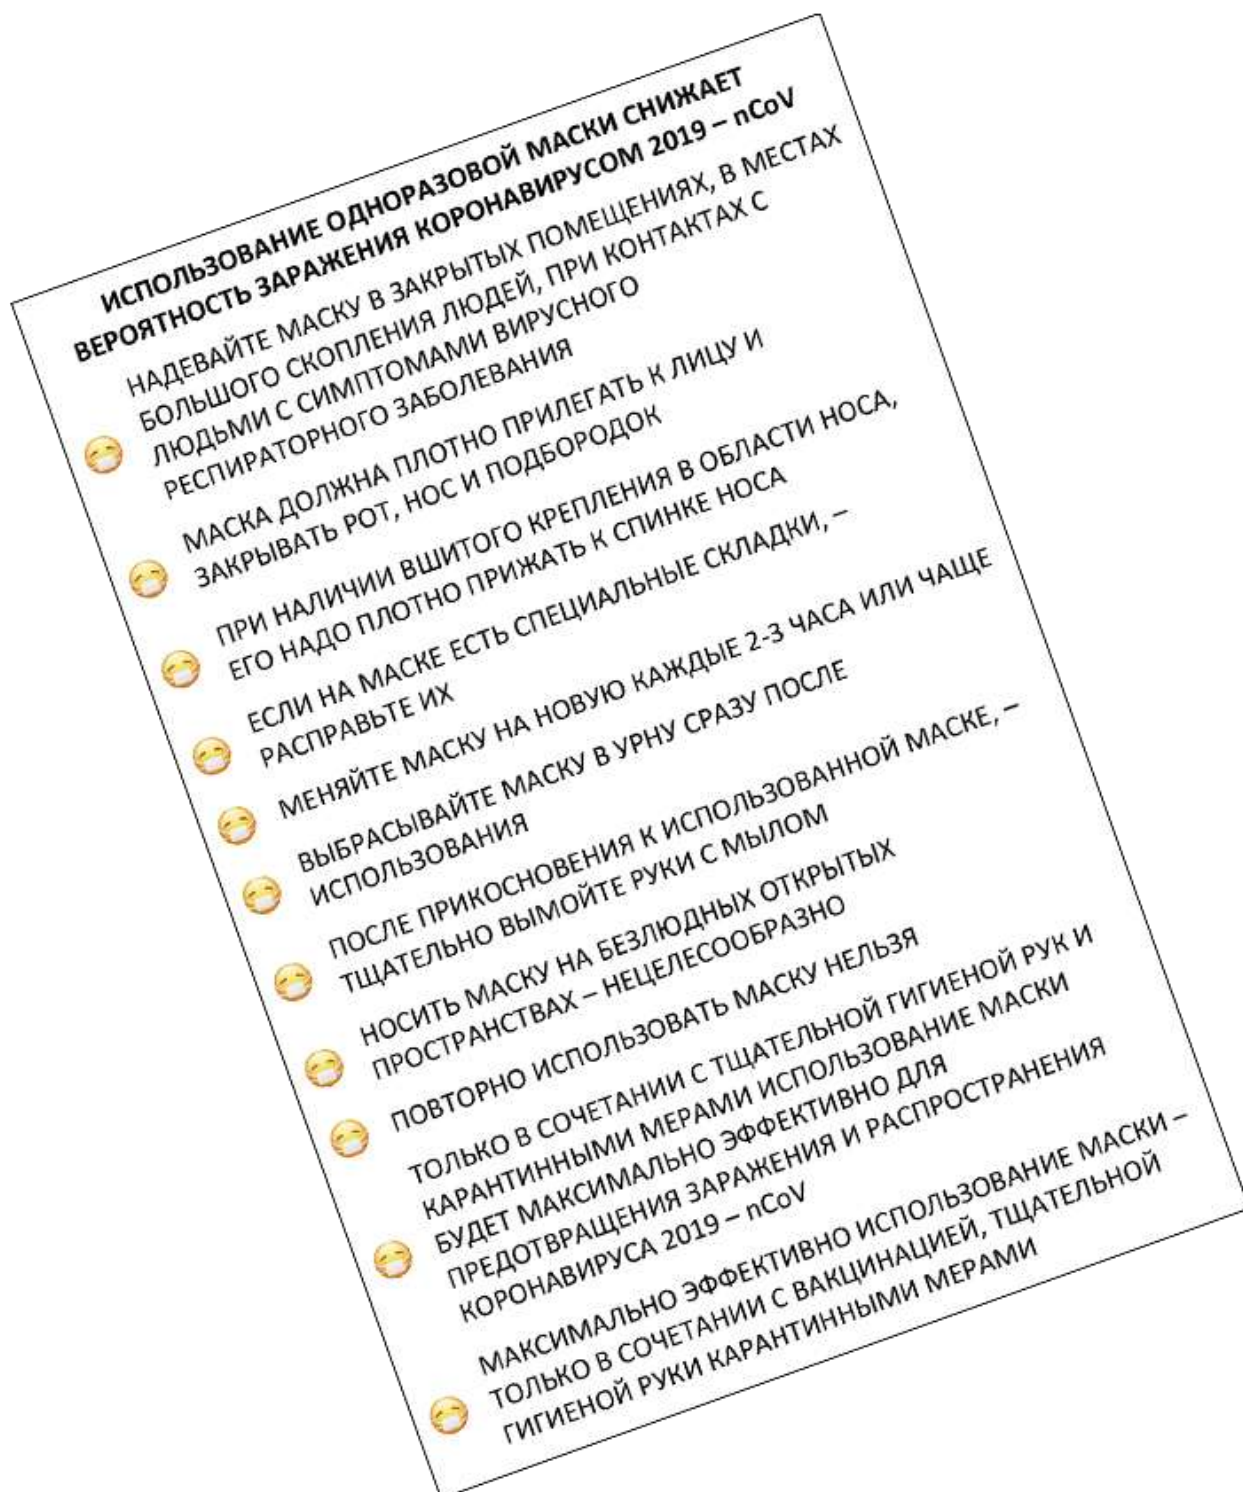 ИСПОЛЬЗОВАНИЕ ОДНОРАЗОВОЙ МАСКИ СНИЖАЕТ
ВЕРОЯТНОСТЬ ЗАРАЖЕНИЯ КОРОНАВИРУСОМ 2019 – nCoV
НАДЕВАЙТЕ МАСКУ В ЗАКРЫТЫХ ПОМЕЩЕНИЯХ, В МЕСТАХ
БОЛЬШОГО СКОПЛЕНИЯ ЛЮДЕЙ, ПРИ КОНТАКТАХ С
ЛЮДЬМИ С СИМПТОМАМИ ВИРУСНОГО
РЕСПИРАТОРНОГО ЗАБОЛЕВАНИЯ
МАСКА ДОЛЖНА ПЛОТНО ПРИЛЕГАТЬ К ЛИЦУ И
ЗАКРЫВАТЬ РОТ, НОС И ПОДБОРОДОК
ПРИ НАЛИЧИИ ВШИТОГО КРЕПЛЕНИЯ В ОБЛАСТИ НОСА,
ЕГО НАДО ПЛОТНО ПРИЖАТЬ К СПИНКЕ НОСА
ЕСЛИ НА МАСКЕ ЕСТЬ СПЕЦИАЛЬНЫЕ СКЛАДКИ, –
РАСПРАВЬТЕ ИХ
МЕНЯЙТЕ МАСКУ НА НОВУЮ КАЖДЫЕ 2-3 ЧАСА ИЛИ ЧАЩЕ
ВЫБРАСЫВАЙТЕ МАСКУ В УРНУ СРАЗУ ПОСЛЕ
ИСПОЛЬЗОВАНИЯ
ПОСЛЕ ПРИКОСНОВЕНИЯ К ИСПОЛЬЗОВАННОЙ МАСКЕ, –
ТЩАТЕЛЬНО ВЫМОЙТЕ РУКИ С МЫЛОМ
НОСИТЬ МАСКУ НА БЕЗЛЮДНЫХ ОТКРЫТЫХ
ПРОСТРАНСТВАХ – НЕЦЕЛЕСООБРАЗНО
ПОВТОРНО ИСПОЛЬЗОВАТЬ МАСКУ НЕЛЬЗЯ
ТОЛЬКО В СОЧЕТАНИИ С ТЩАТЕЛЬНОЙ ГИГИЕНОЙ РУК И
КАРАНТИННЫМИ МЕРАМИ ИСПОЛЬЗОВАНИЕ МАСКИ
БУДЕТ МАКСИМАЛЬНО ЭФФЕКТИВНО ДЛЯ
ПРЕДОТВРАЩЕНИЯ ЗАРАЖЕНИЯ И РАСПРОСТРАНЕНИЯ
КОРОНАВИРУСА 2019 – nCoV
МАКСИМАЛЬНО ЭФФЕКТИВНО ИСПОЛЬЗОВАНИЕ МАСКИ –
ТОЛЬКО В СОЧЕТАНИИ С ВАКЦИНАЦИЕЙ, ТЩАТЕЛЬНОЙ
ГИГИЕНОЙ РУКИ КАРАНТИННЫМИ МЕРАМИ